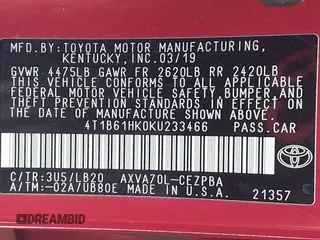 MFD. BY:TOYOTA MOTOR MANUFACTURING,
KENTUCKY, INC. 03/19
GVWR 4475LB GAWR FR 2620LB RR 2420LB
THIS VEHICLE CONFORMS TO ALL APPLICABLE
FEDERAL MOTOR VEHICLE SAFETY, BUMPER,
AND THEFT PREVENTION STANDARDS IN
EFFECT ON THE DATE OF MANUFACTURE
SHOWN ABOVE.
4T1B61HK0KU233466 PASS. CAR
C/TR:3U5/LB20 AXVA70L-CEZPBA
A/TM:-02A/UB80E MADE IN U.S.A.
TOYOTA
21357
DREAMBID